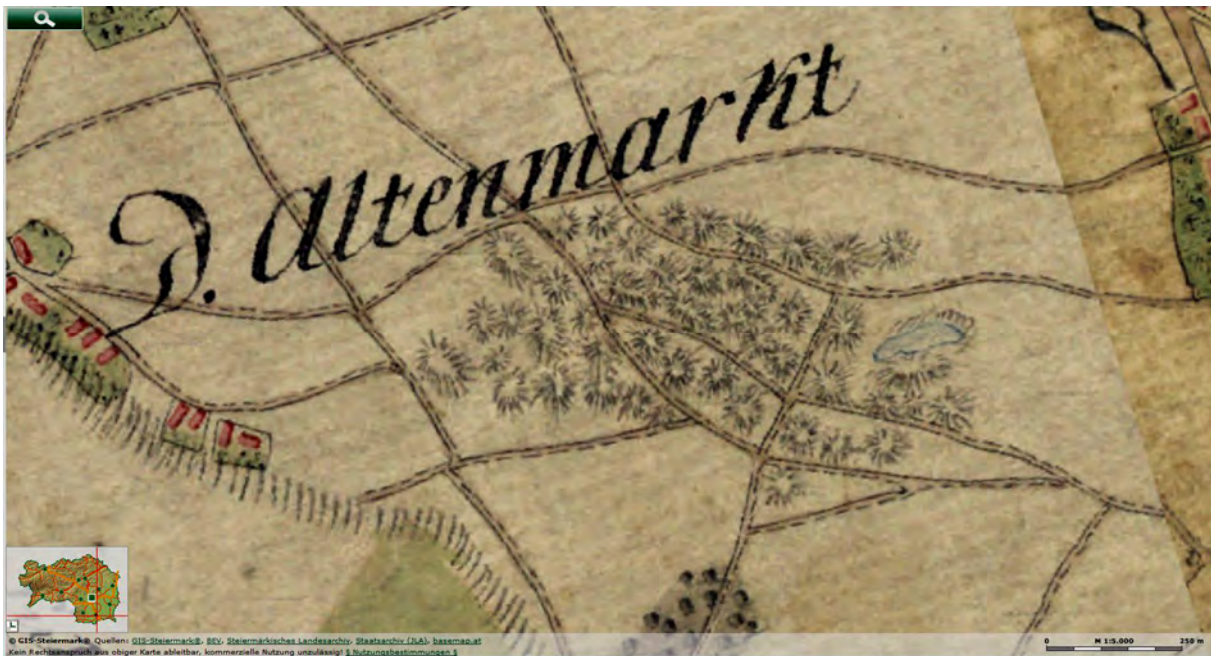 D. Altenmarkt
© GIS-Steiermark® Quellen: GIS-Steiermark®, BEV, Steiermärkisches Landesarchiv, Staatsarchiv (JLA), basemap.at
Kein Rechtsanspruch aus obiger Karte ableitbar, kommerzielle Nutzung unzulässig! § Nutzungsbestimmungen §
0 M 1:5.000 250 m